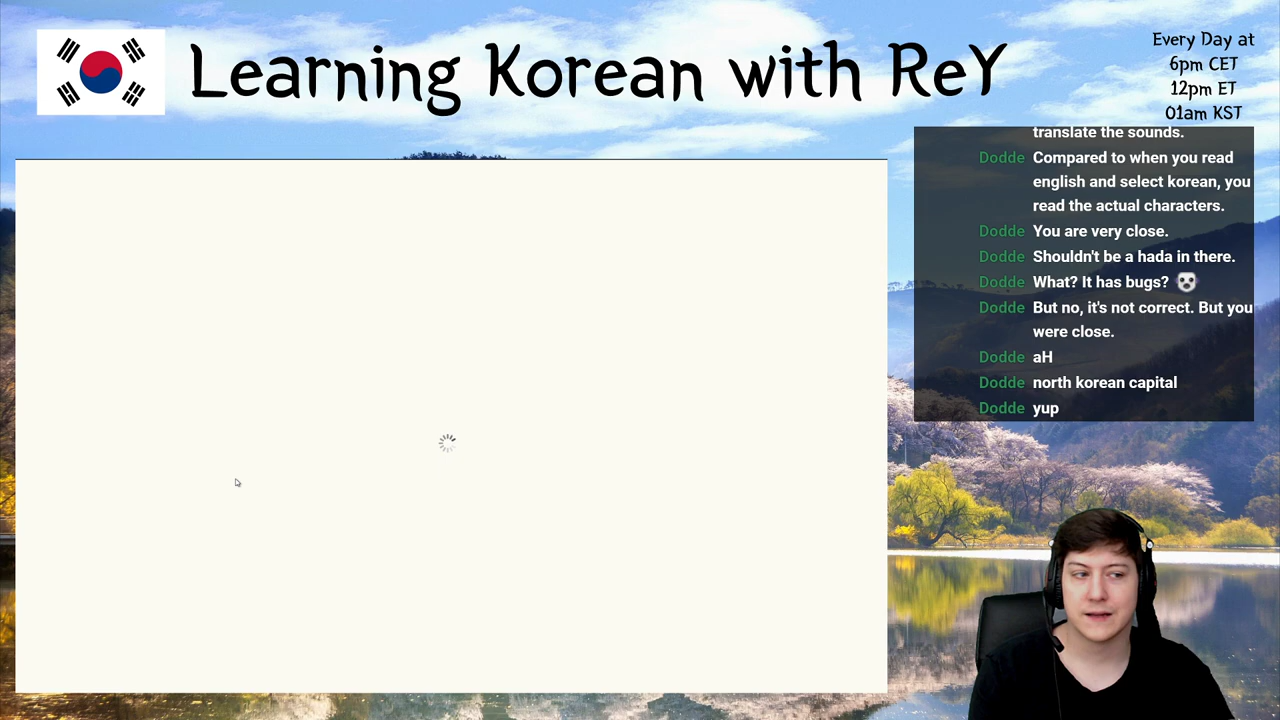 Learning Korean with ReY
Every Day at
6pm CET
12pm ET
01am KST
translate the sounds.
Dodde Compared to when you read
english and select korean, you
read the actual characters.
Dodde You are very close.
Dodde Shouldn't be a hada in there.
Dodde What? It has bugs?
Dodde But no, it's not correct. But you
were close.
Dodde aH
Dodde north korean capital
Dodde yup